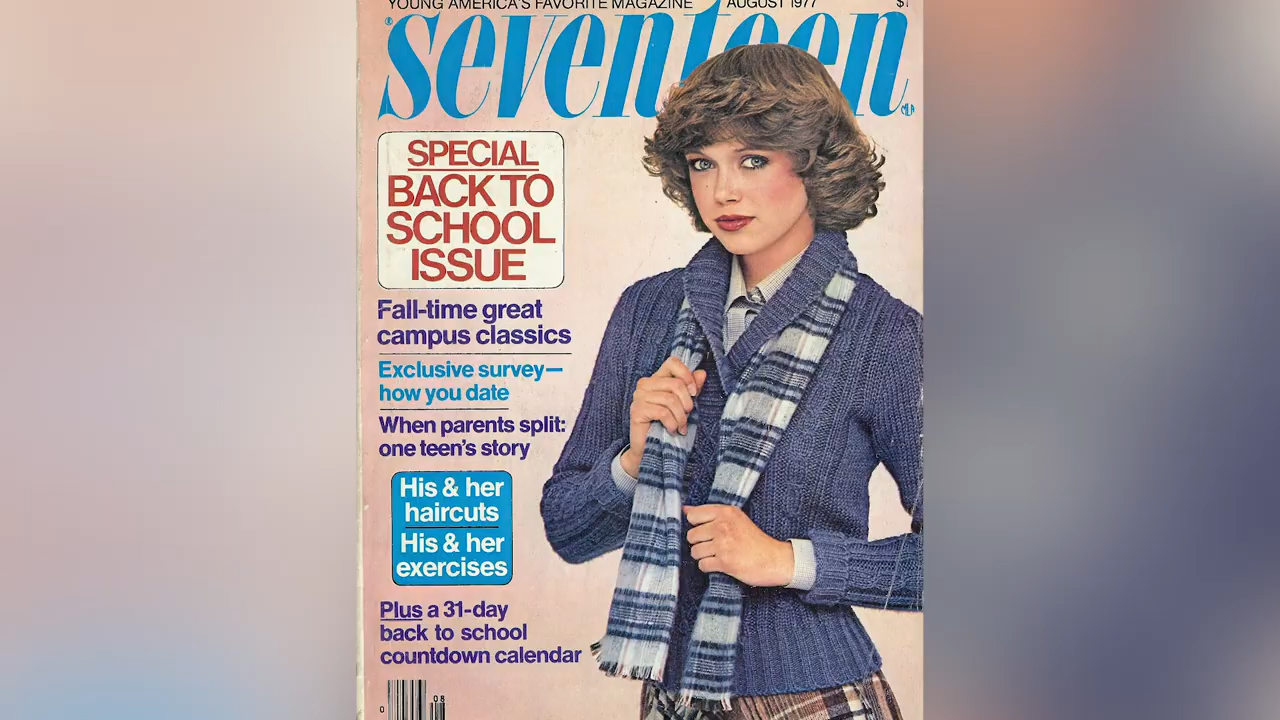 YOUNG AMERICA'S FAVORITE MAGAZINE AUGUST 1977
seventeen
SPECIAL
BACK TO
SCHOOL
ISSUE
Fall-time great
campus classics
Exclusive survey—
how you date
When parents split:
one teen's story
His & her
haircuts
His & her
exercises
Plus a 31-day
back to school
countdown calendar
0
08